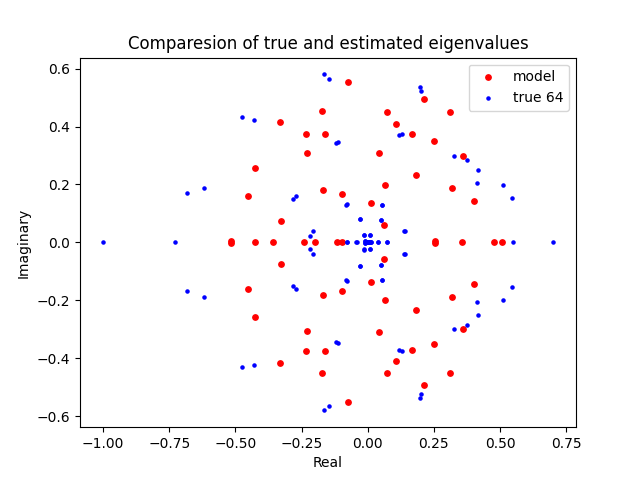 Comparesion of true and estimated eigenvalues
model
true 64
0.6
0.4
0.2
0.0
−0.2
−0.4
−0.6
Imaginary
−1.00 −0.75 −0.50 −0.25 0.00 0.25 0.50 0.75
Real